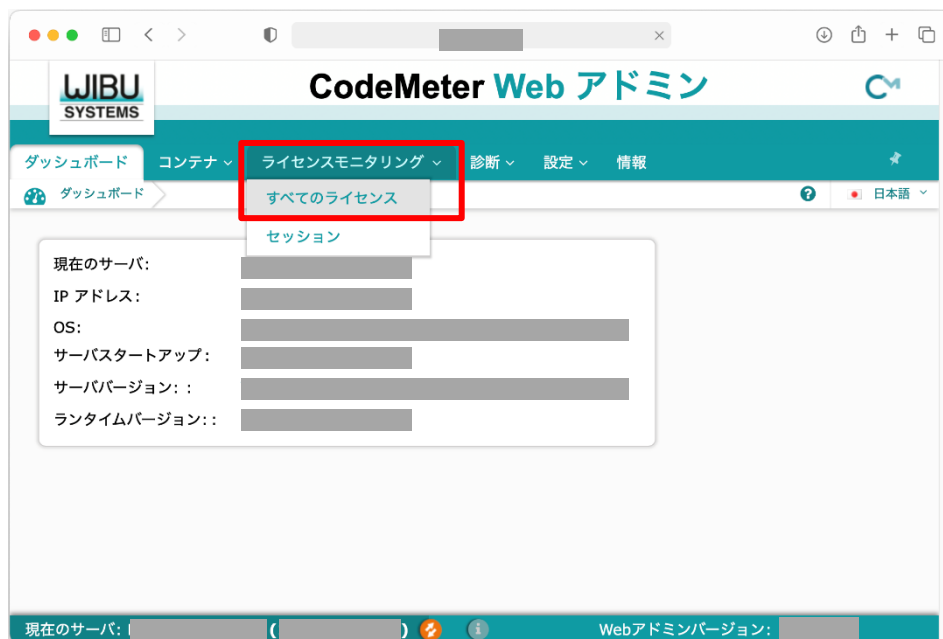 WIBU
SYSTEMS
CodeMeter Web アドミン
ダッシュボード コンテナ ライセンスモニタリング 診断 設定 情報
ダッシュボード 日本語
すべてのライセンス
セッション
現在のサーバ:
IP アドレス:
OS:
サーバスタートアップ:
サーババージョン: :
ランタイムバージョン: :
現在のサーバ: ( ) Webアドミンバージョン: